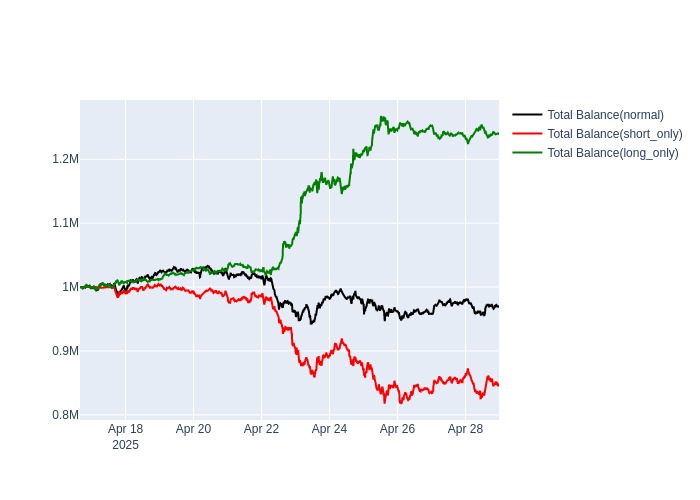 Total Balance(normal)
Total Balance(short_only)
Total Balance(long_only)
1.2M
1.1M
1M
0.9M
0.8M
Apr 18
2025
Apr 20
Apr 22
Apr 24
Apr 26
Apr 28